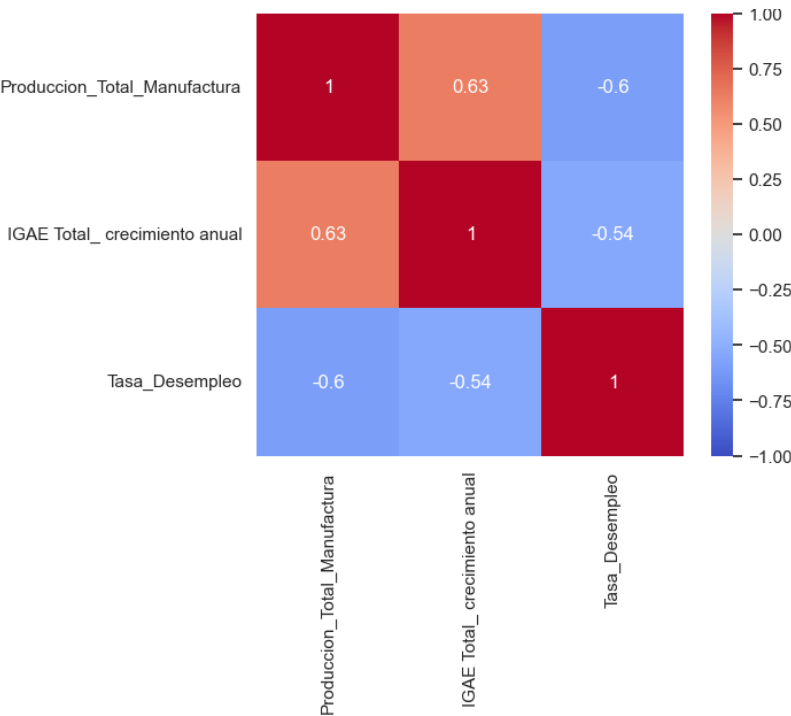 1.00
Produccion_Total_Manufactura 1 0.63 -0.6
0.75
0.50
0.25
IGAE Total_ crecimiento anual 0.63 1 -0.54
0.00
−0.25
−0.50
Tasa_Desempleo -0.6 -0.54 1
−0.75
−1.00
Produccion_Total_Manufactura
IGAE Total_ crecimiento anual
Tasa_Desempleo